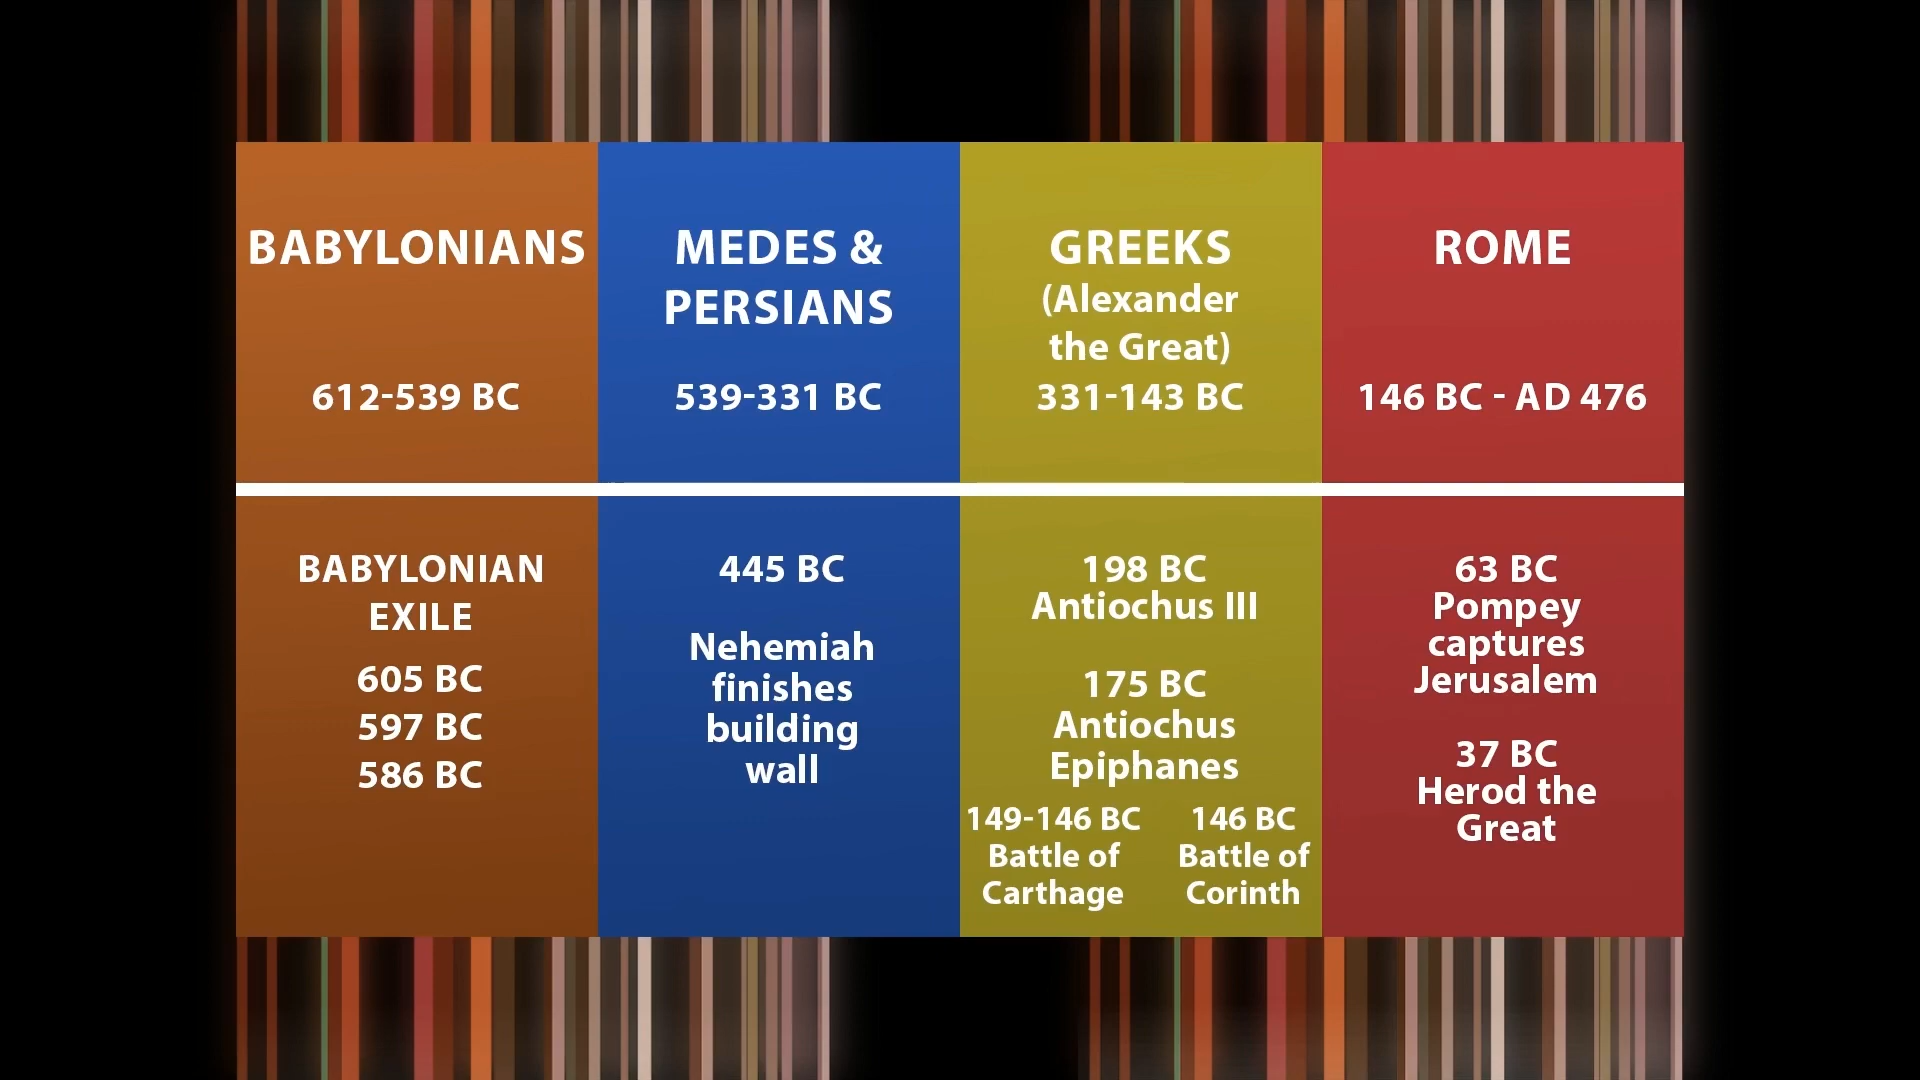 BABYLONIANS
612-539 BC
MEDES &
PERSIANS
539-331 BC
GREEKS
(Alexander
the Great)
331-143 BC
ROME
146 BC - AD 476
BABYLONIAN
EXILE
605 BC
597 BC
586 BC
445 BC
Nehemiah
finishes
building
wall
198 BC
Antiochus III
175 BC
Antiochus
Epiphanes
149-146 BC
Battle of
Carthage
146 BC
Battle of
Corinth
63 BC
Pompey
captures
Jerusalem
37 BC
Herod the
Great